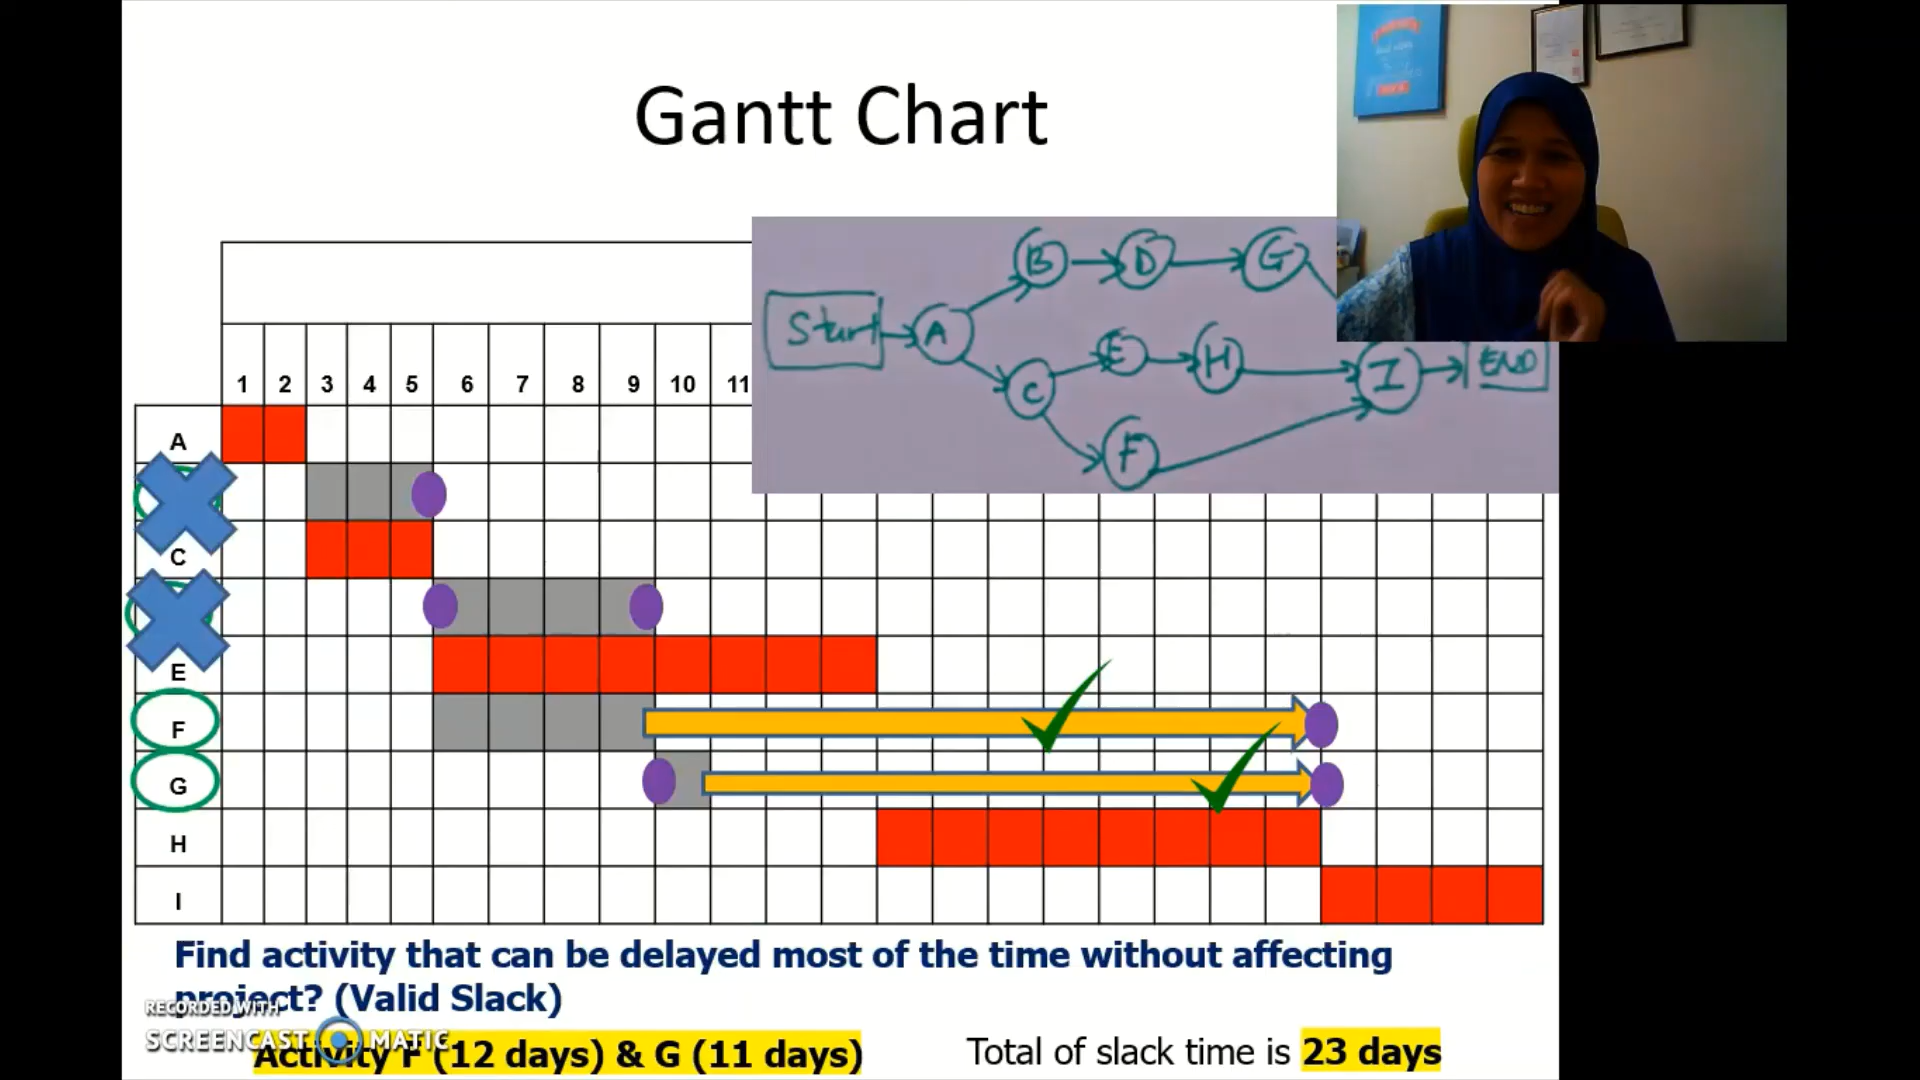 Gantt Chart
Start A B D G
C E H I END
F
1 2 3 4 5 6 7 8 9 10 11
A
C
E
F
G
H
I
Find activity that can be delayed most of the time without affecting
project? (Valid Slack)
RECORDED WITH
SCREENCAST MATIC
Activity F (12 days) & G (11 days)
Total of slack time is 23 days